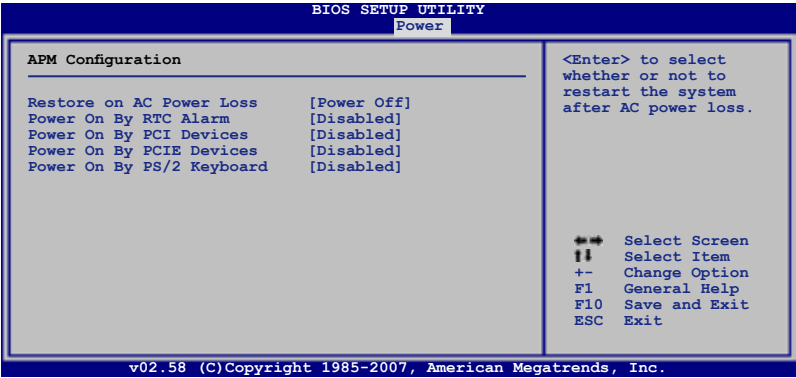 BIOS SETUP UTILITY
Power
APM Configuration
Restore on AC Power Loss [Power Off]
Power On By RTC Alarm [Disabled]
Power On By PCI Devices [Disabled]
Power On By PCIE Devices [Disabled]
Power On By PS/2 Keyboard [Disabled]
<Enter> to select
whether or not to
restart the system
after AC power loss.
←→ Select Screen
↑↓ Select Item
+- Change Option
F1 General Help
F10 Save and Exit
ESC Exit
v02.58 (C)Copyright 1985-2007, American Megatrends, Inc.